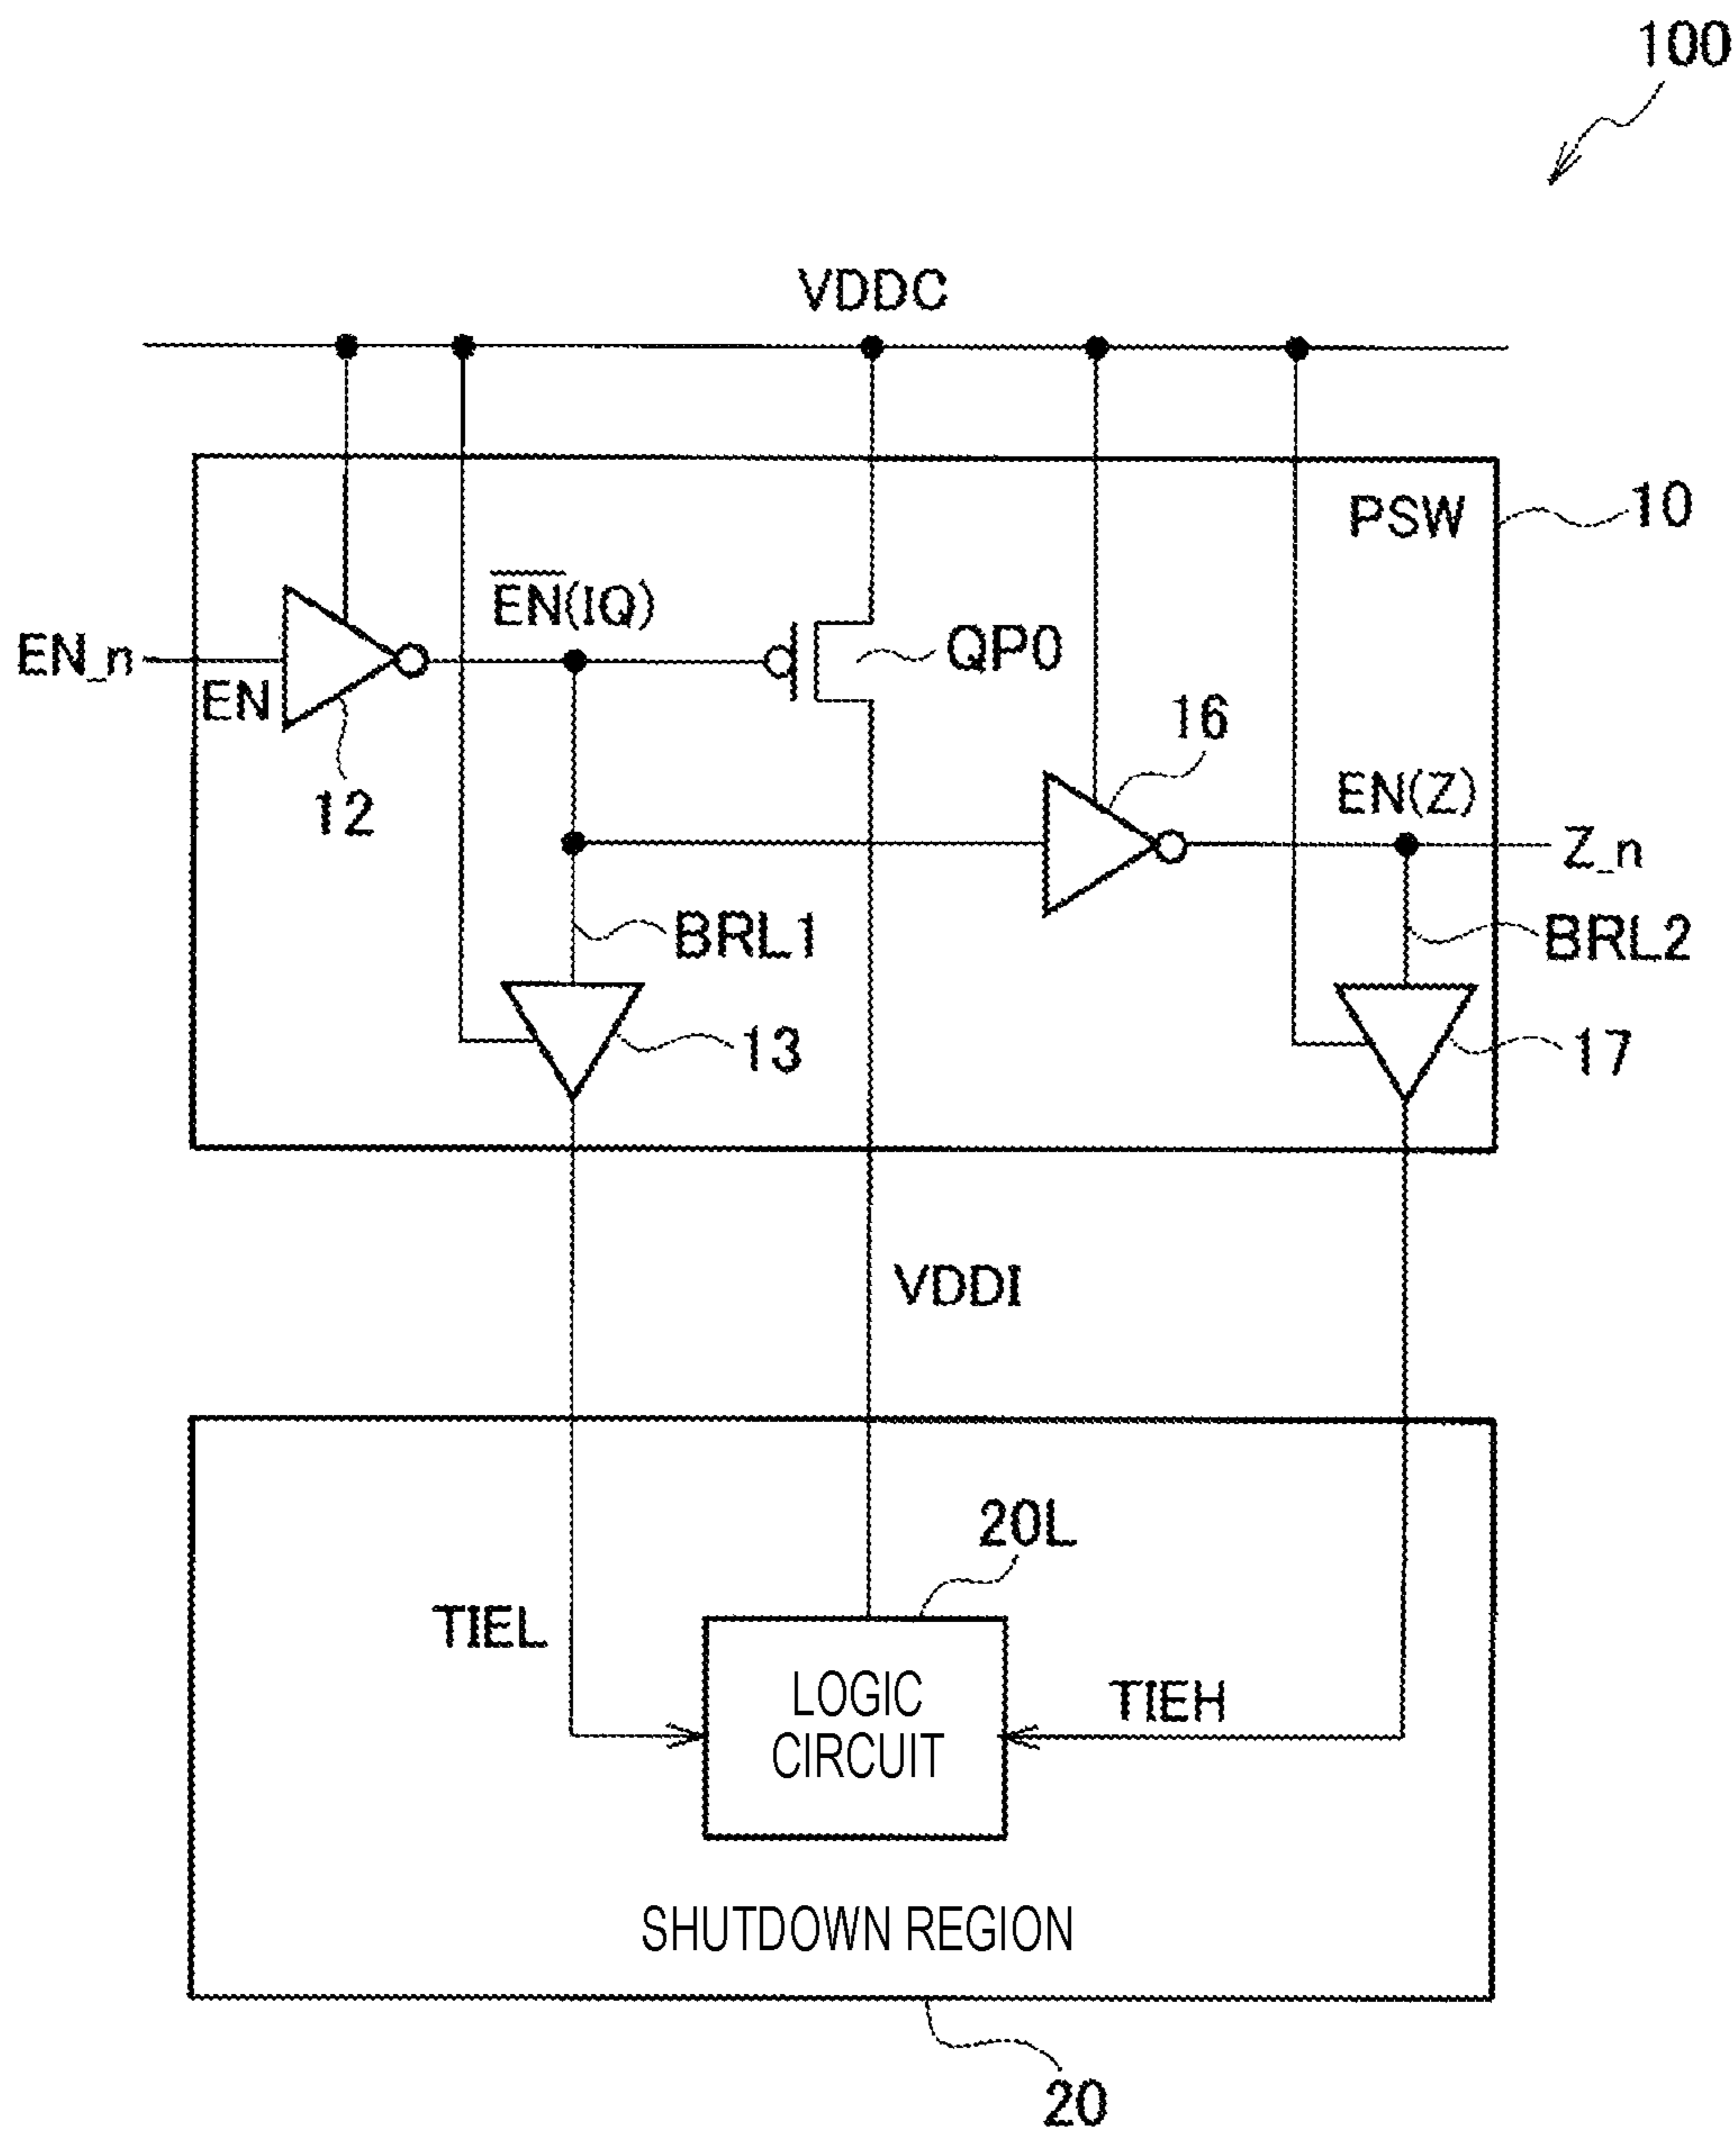 100
VDDC
PSW
10
EN_n
EN
12
E̅N̅(IQ)
QP0
16
EN(Z)
Z_n
BRL1
BRL2
13
17
VDDI
20L
TIEL
LOGIC
CIRCUIT
TIEH
SHUTDOWN REGION
20